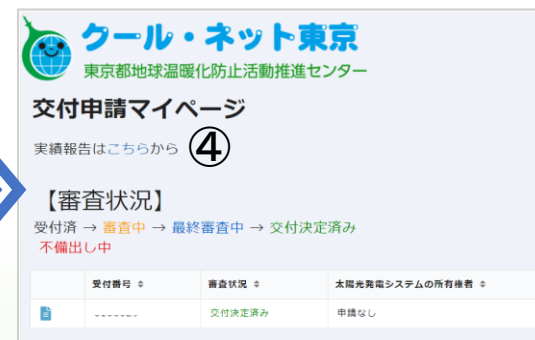 クール・ネット東京
東京都地球温暖化防止活動推進センター
交付申請マイページ
実績報告はこちらから ④
【審査状況】
受付済 → 審査中 → 最終審査中 → 交付決定済み
不備出し中
受付番号 審査状況 太陽光発電システムの所有権者
交付決定済み 申請なし